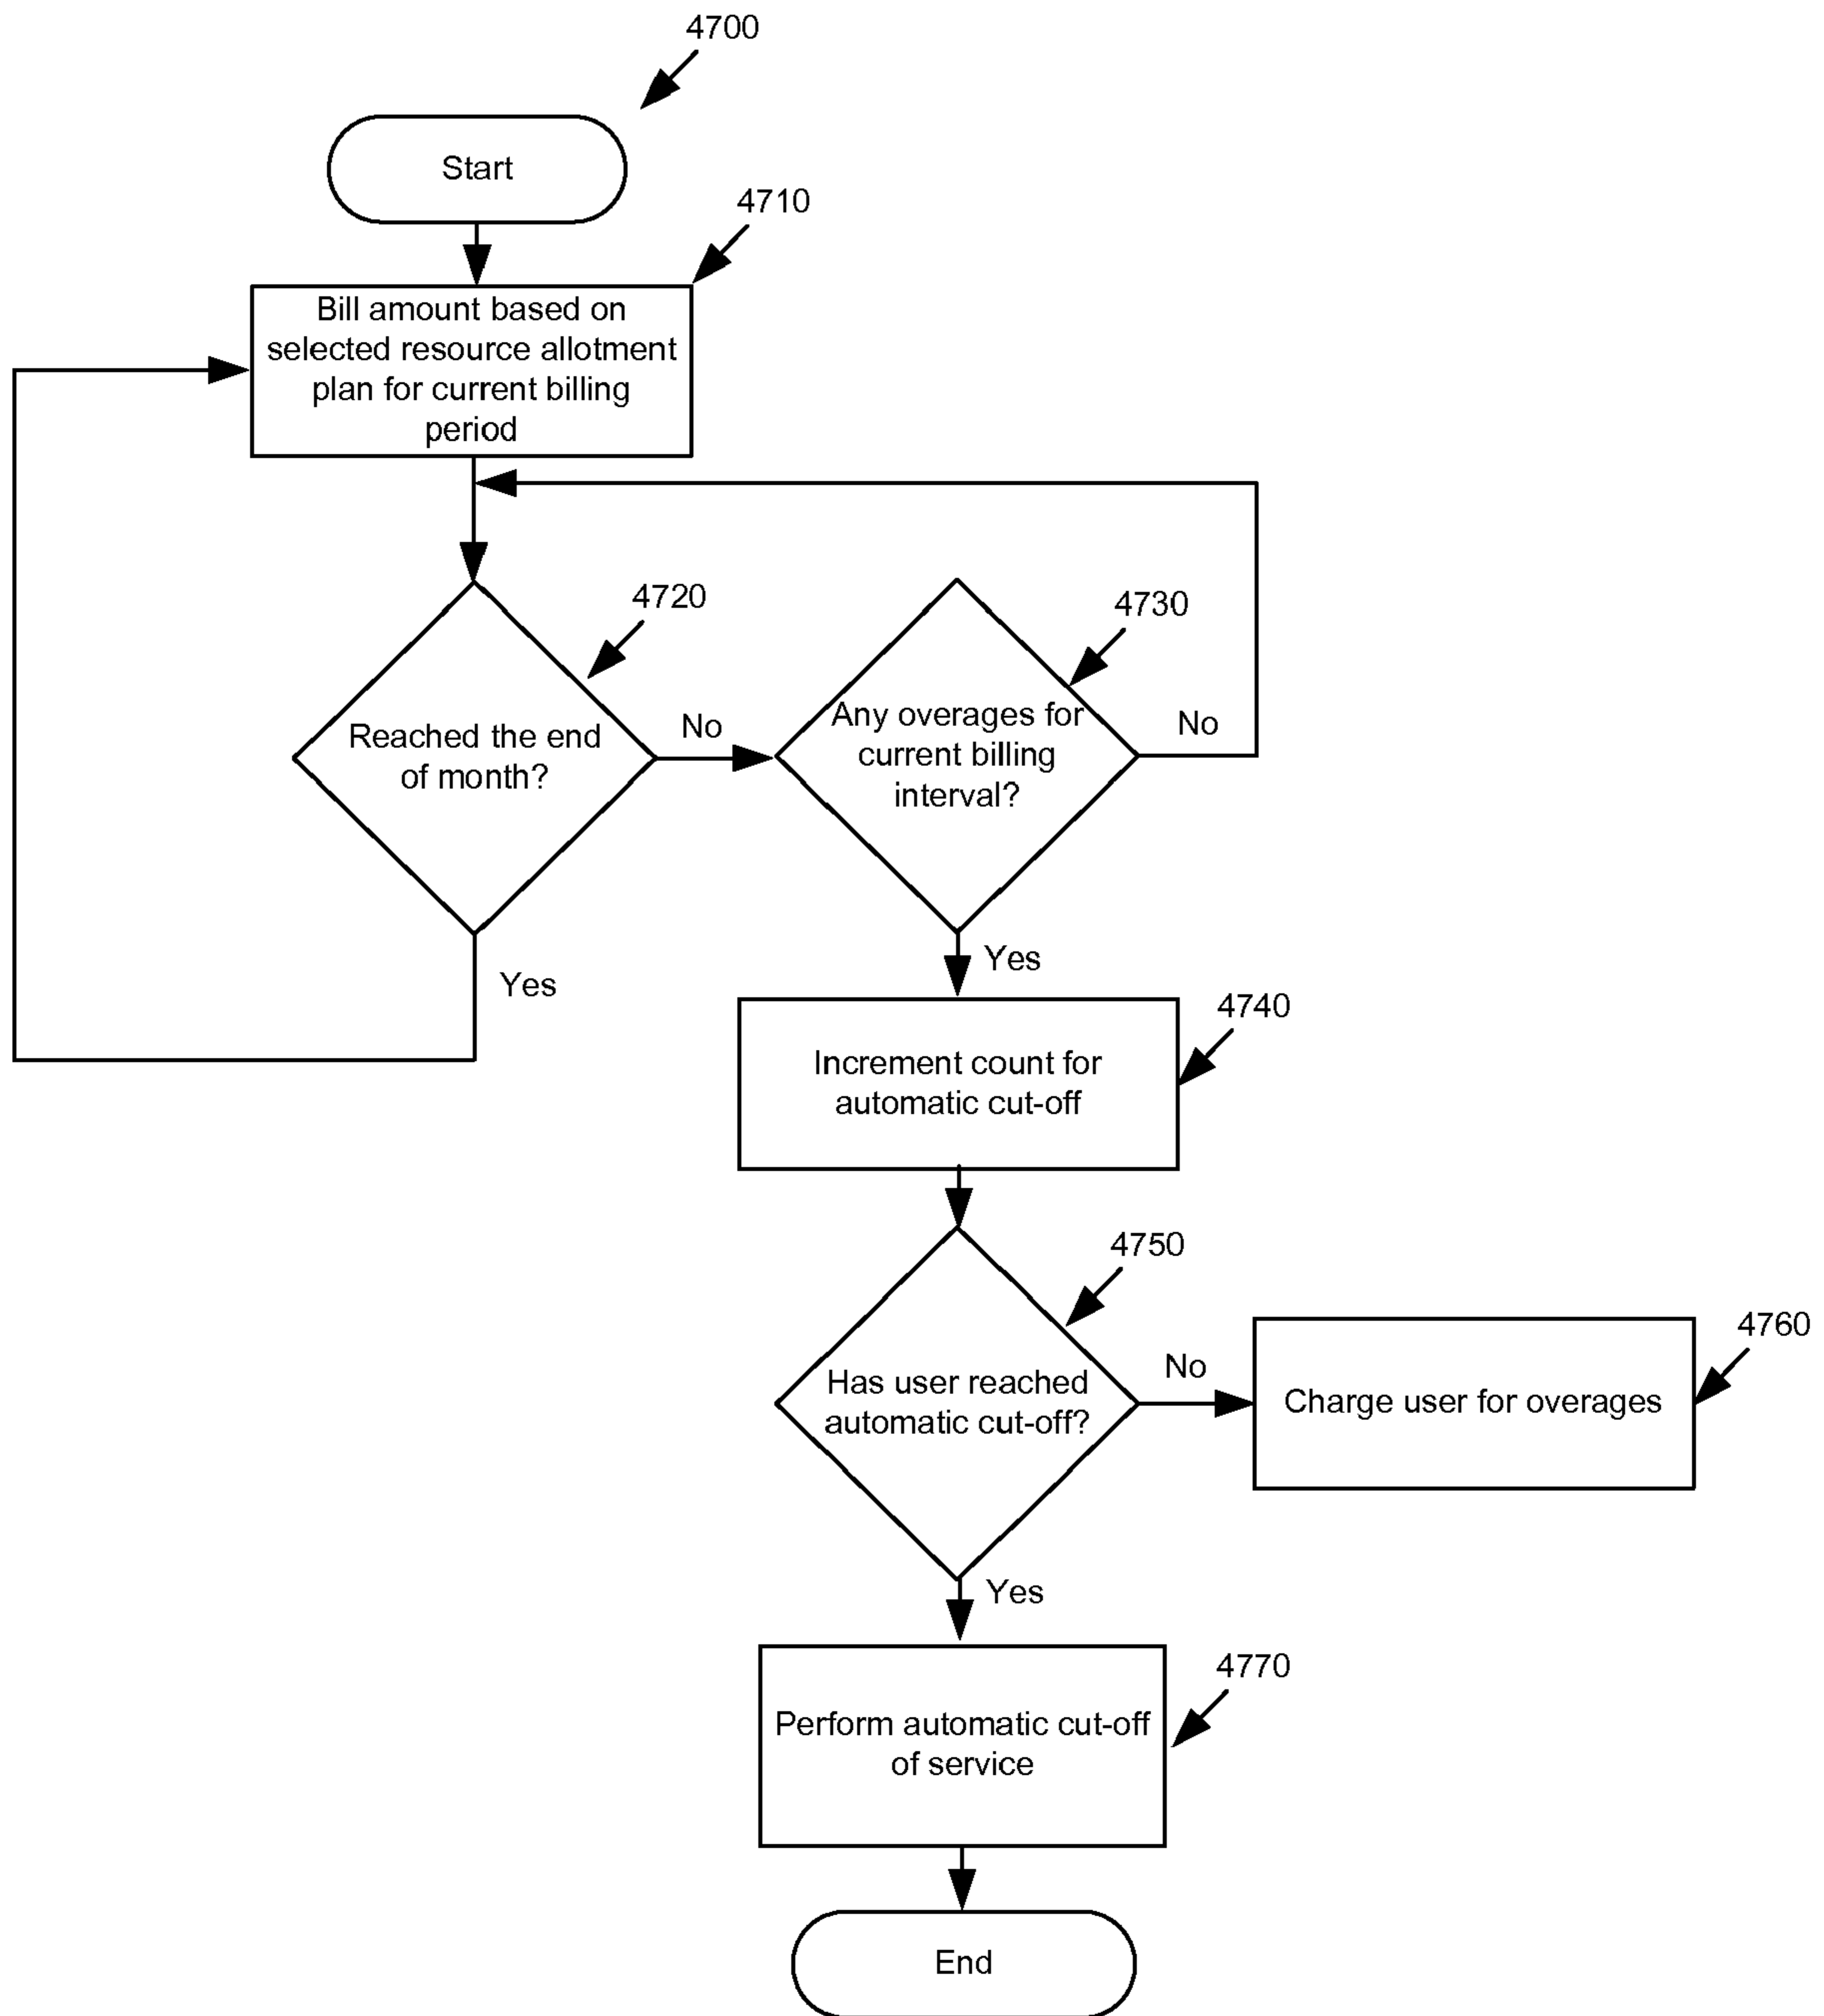 4700
Start
4710
Bill amount based on
selected resource allotment
plan for current billing
period
4720
4730
Reached the end
of month?
No
Any overages for
current billing
interval?
No
Yes
Yes
4740
Increment count for
automatic cut-off
4750
4760
Has user reached
automatic cut-off?
No
Charge user for overages
Yes
4770
Perform automatic cut-off
of service
End